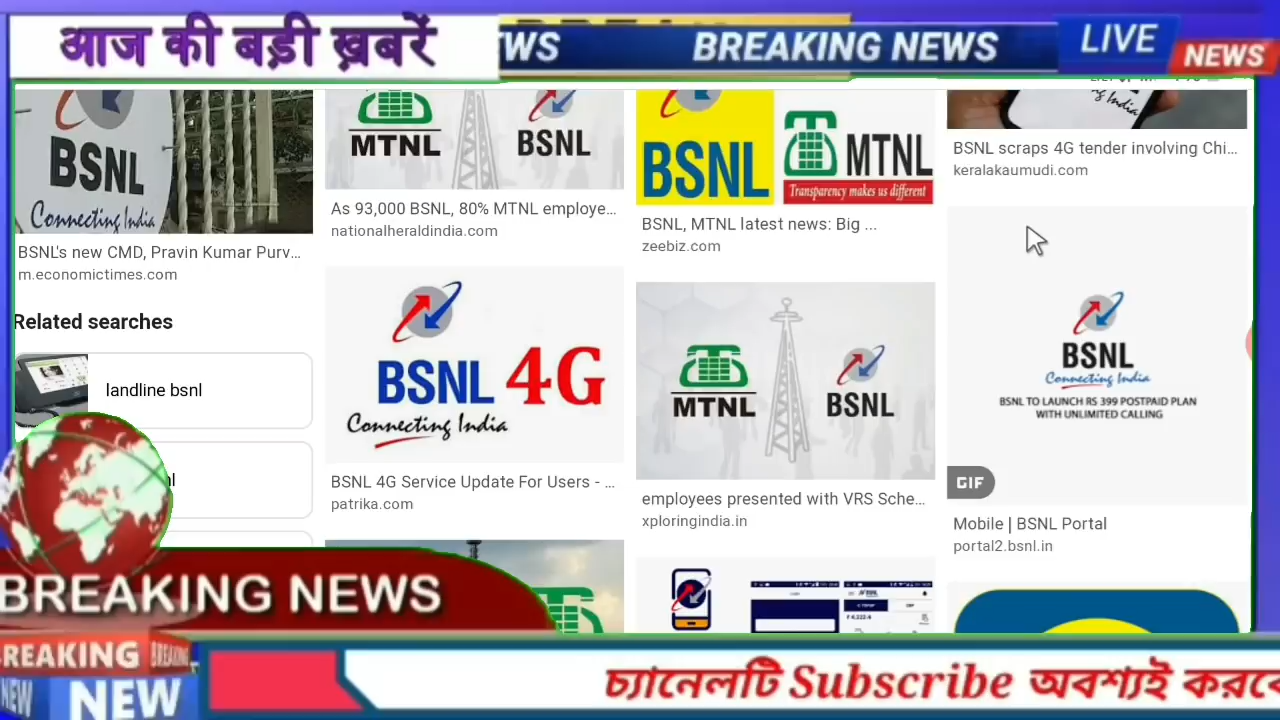 आज की बड़ी ख़बरें
WS BREAKING NEWS LIVE NEWS
BSNL
Connecting India
BSNL's new CMD, Pravin Kumar Purv...
m.economictimes.com
Related searches
landline bsnl
MTNL BSNL
As 93,000 BSNL, 80% MTNL employe...
nationalheraldindia.com
BSNL 4G
Connecting India
BSNL 4G Service Update For Users - ...
patrika.com
BSNL MTNL
Transparency makes us different
BSNL, MTNL latest news: Big ...
zeebiz.com
MTNL BSNL
employees presented with VRS Sche...
xploringindia.in
BSNL scraps 4G tender involving Chi...
keralakaumudi.com
BSNL
Connecting India
BSNL TO LAUNCH RS 399 POSTPAID PLAN
WITH UNLIMITED CALLING
GIF
Mobile | BSNL Portal
portal2.bsnl.in
BREAKING NEWS
BREAKING
NEW NEW
চ্যানেলটি Subscribe অবশ্যই করবে